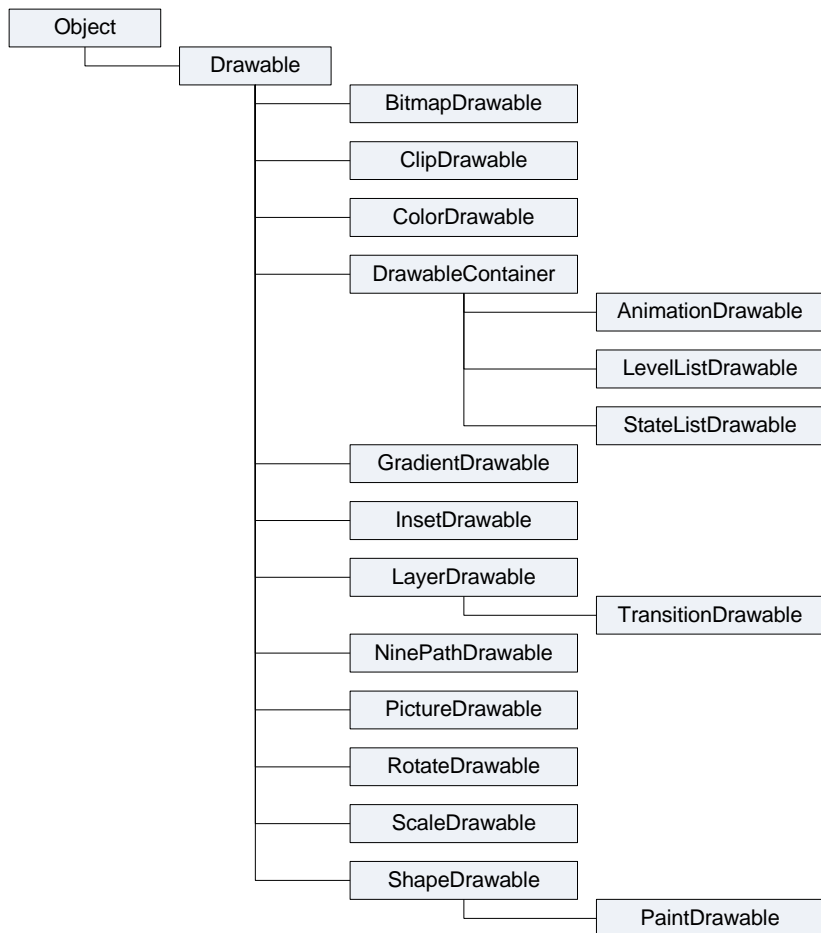 Object
Drawable
BitmapDrawable
ClipDrawable
ColorDrawable
DrawableContainer
AnimationDrawable
LevelListDrawable
StateListDrawable
GradientDrawable
InsetDrawable
LayerDrawable
TransitionDrawable
NinePathDrawable
PictureDrawable
RotateDrawable
ScaleDrawable
ShapeDrawable
PaintDrawable